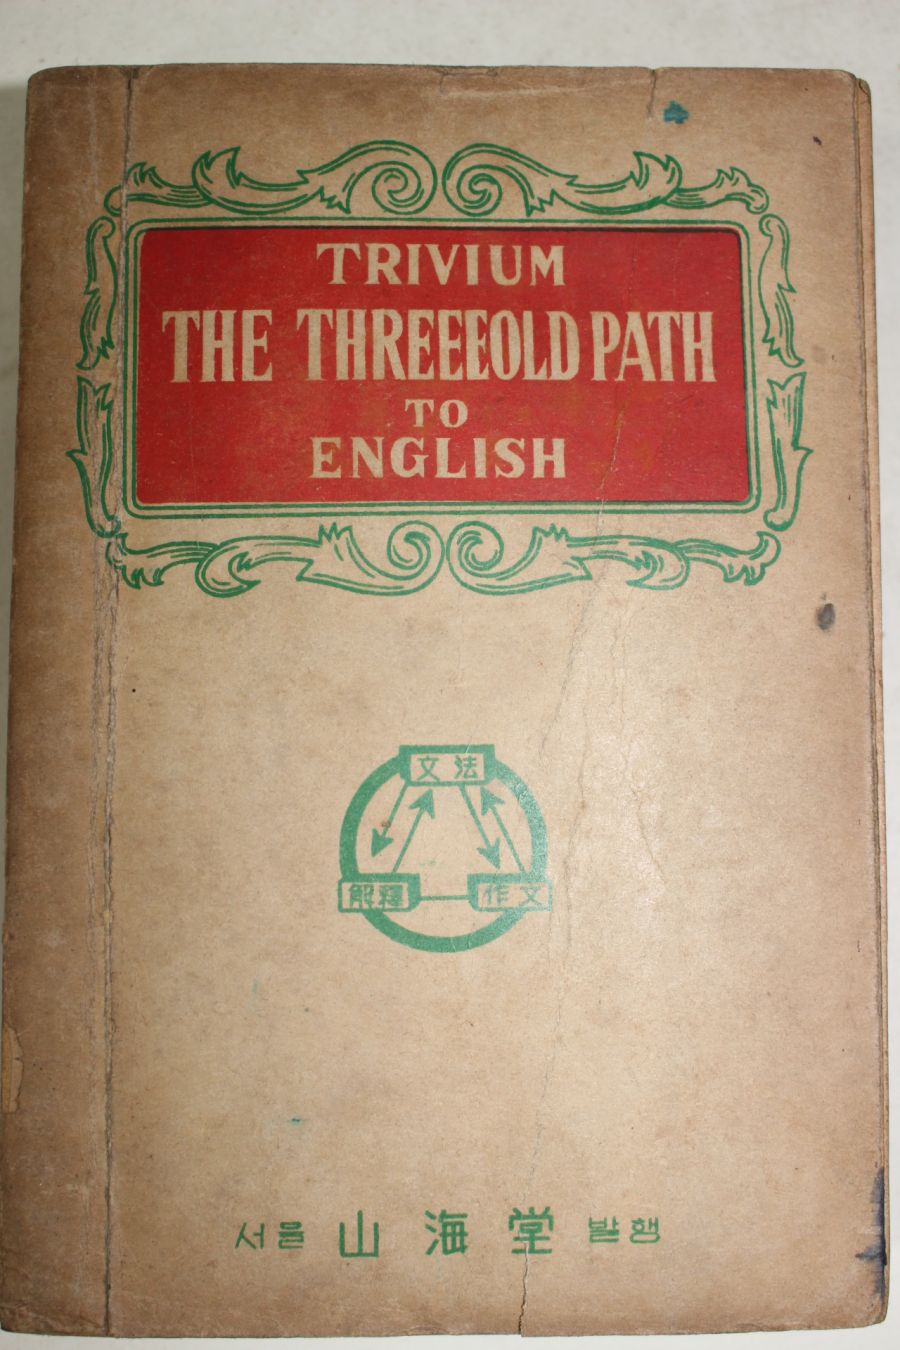 TRIVIUM
THE THREEEOLD PATH
TO
ENGLISH
文法
解釋
作文
서울 山海堂 발행